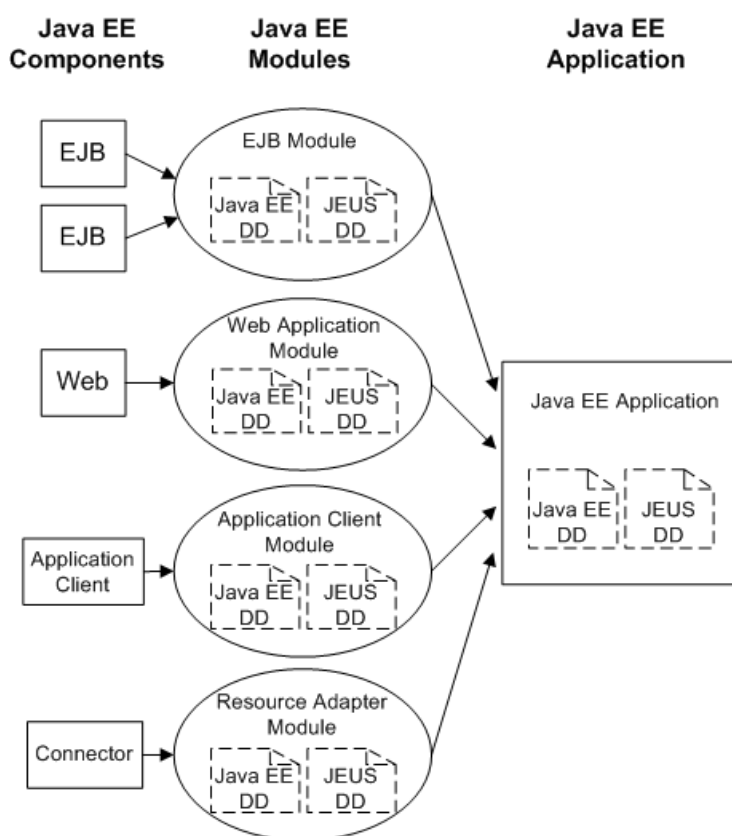 Java EE
Components
Java EE
Modules
Java EE
Application
EJB
EJB
EJB Module
Java EE
DD
JEUS
DD
Web
Web Application
Module
Java EE
DD
JEUS
DD
Application
Client
Application Client
Module
Java EE
DD
JEUS
DD
Connector
Resource Adapter
Module
Java EE
DD
JEUS
DD
Java EE Application
Java EE
DD
JEUS
DD